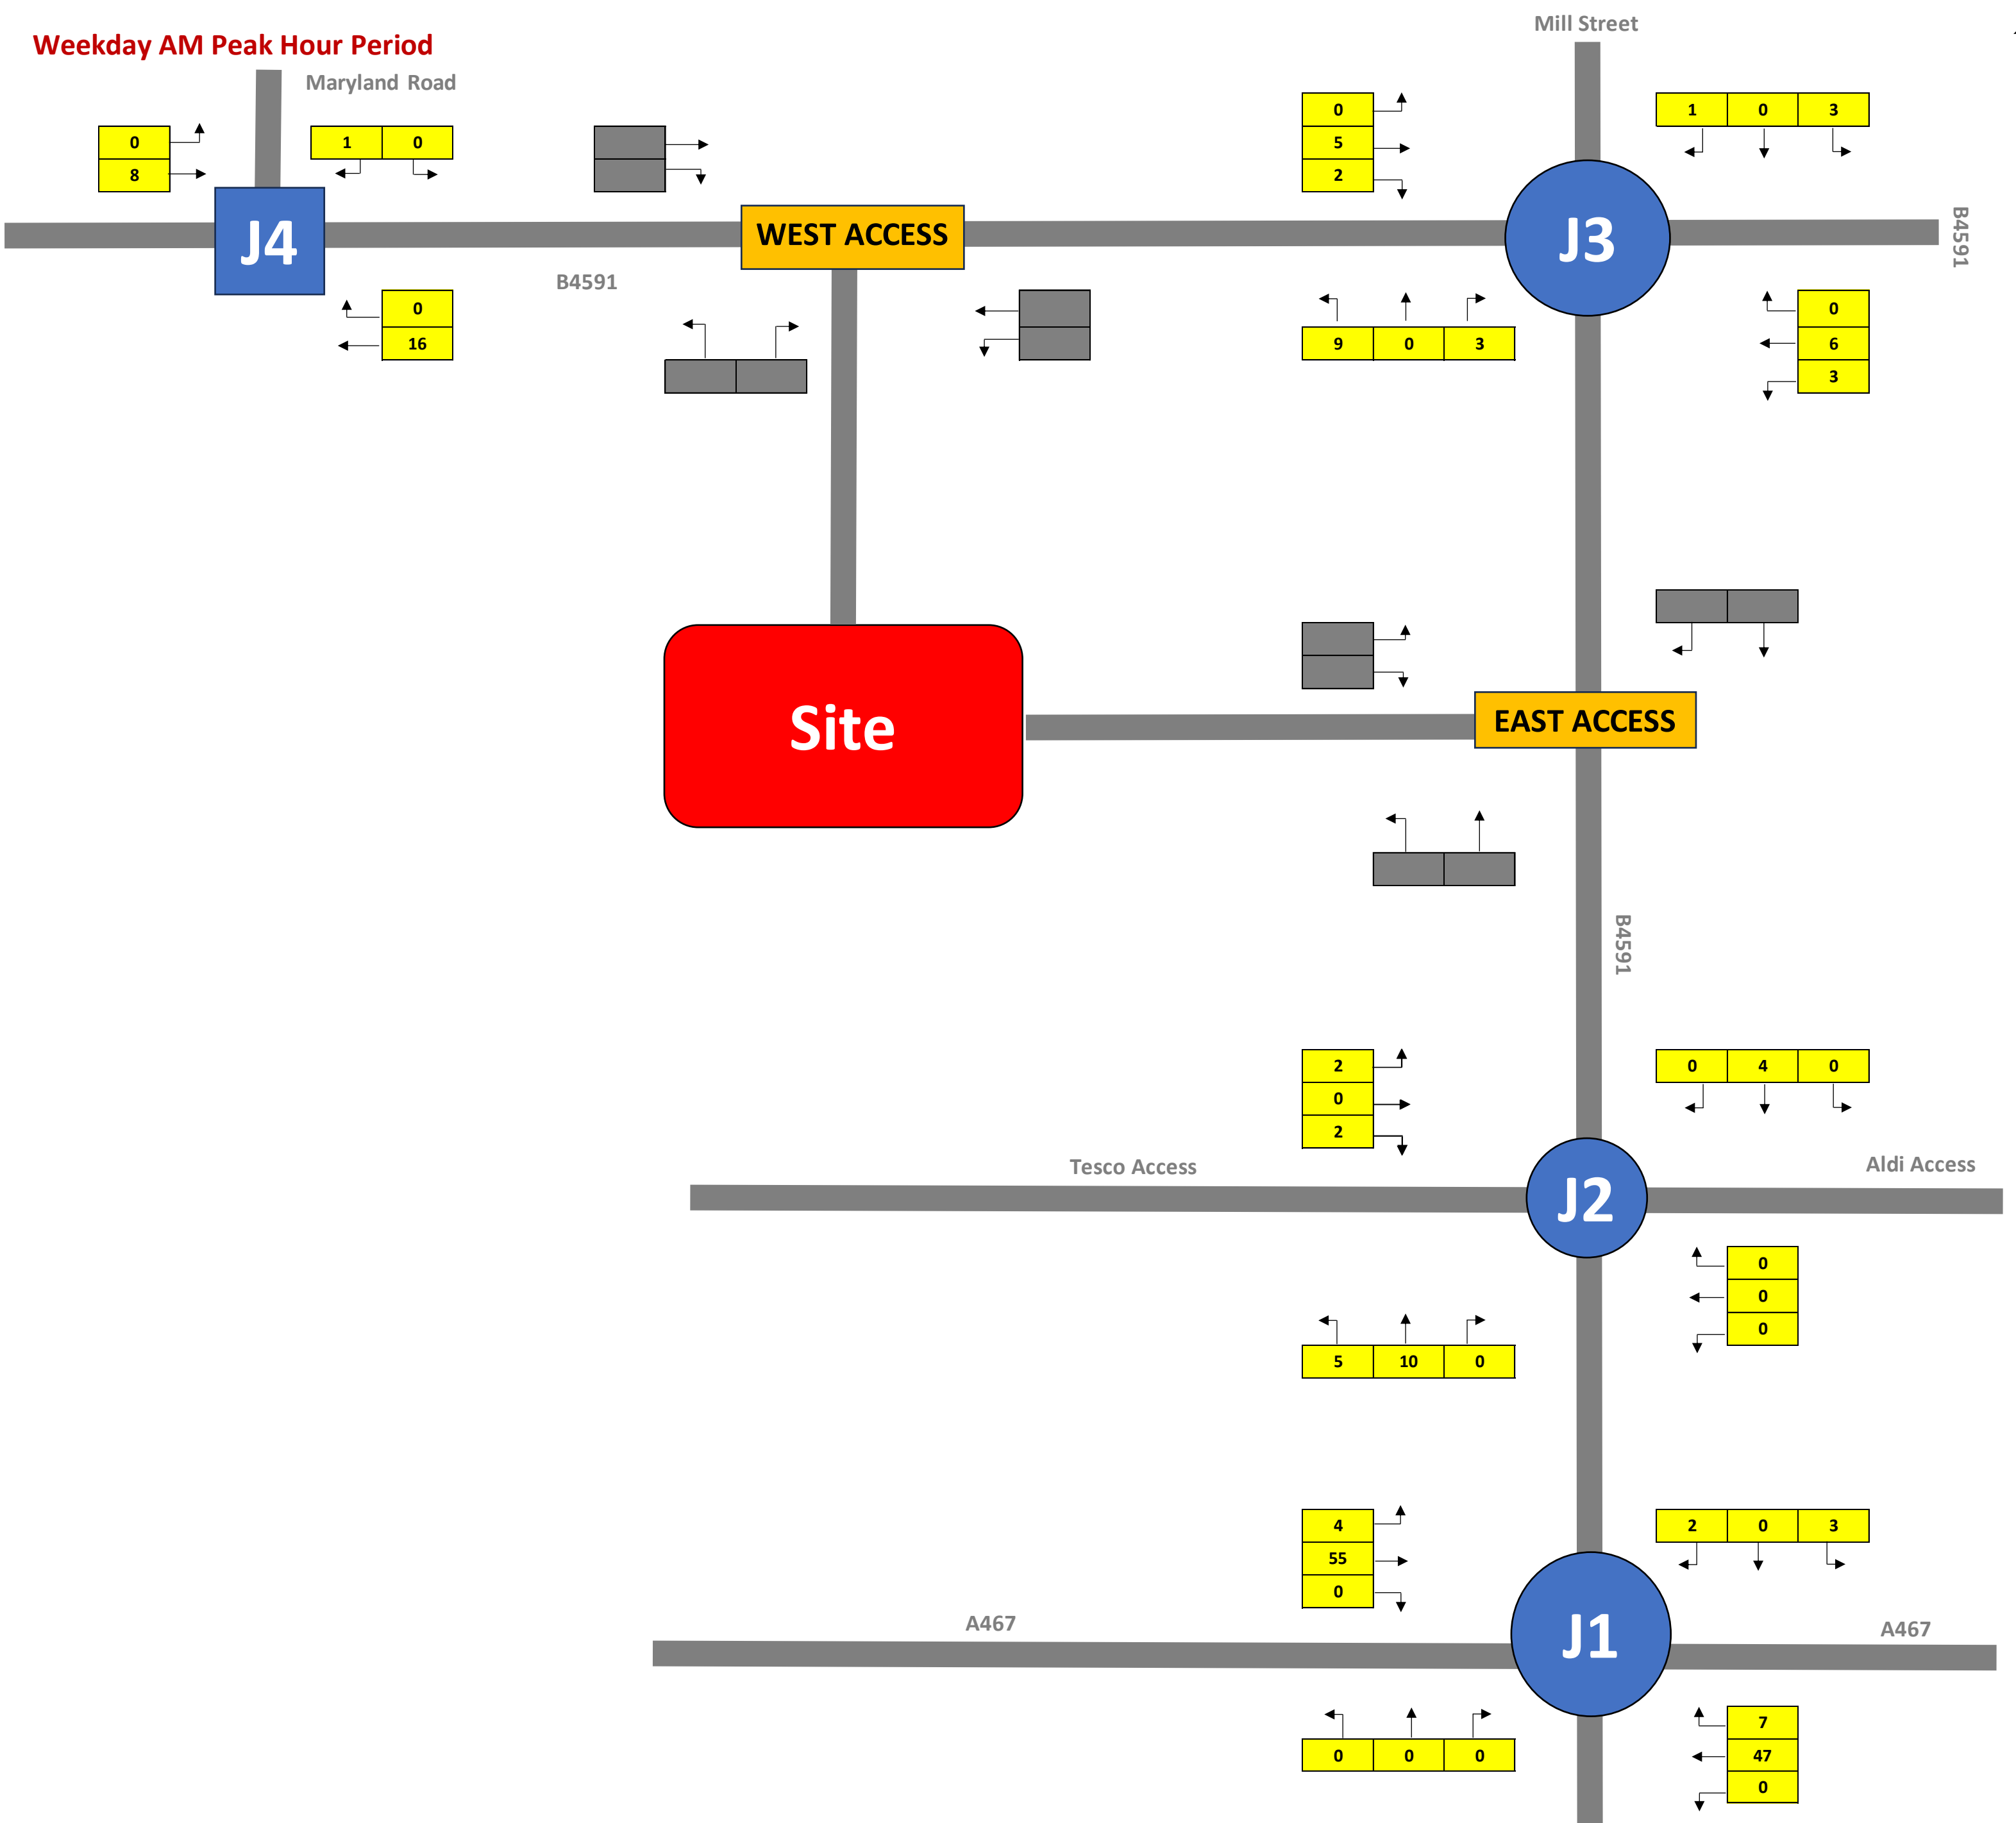 Mill Street
Weekday AM Peak Hour Period
Maryland Road
0
8
1 0
0
5
2
1 0 3
J4
WEST ACCESS
J3
B4591
B4591
0
16
9 0 3
0
6
3
Site
EAST ACCESS
B4591
2
0
2
0 4 0
Tesco Access
Aldi Access
J2
0
0
0
5 10 0
4
55
0
2 0 3
A467
A467
J1
0 0 0
7
47
0